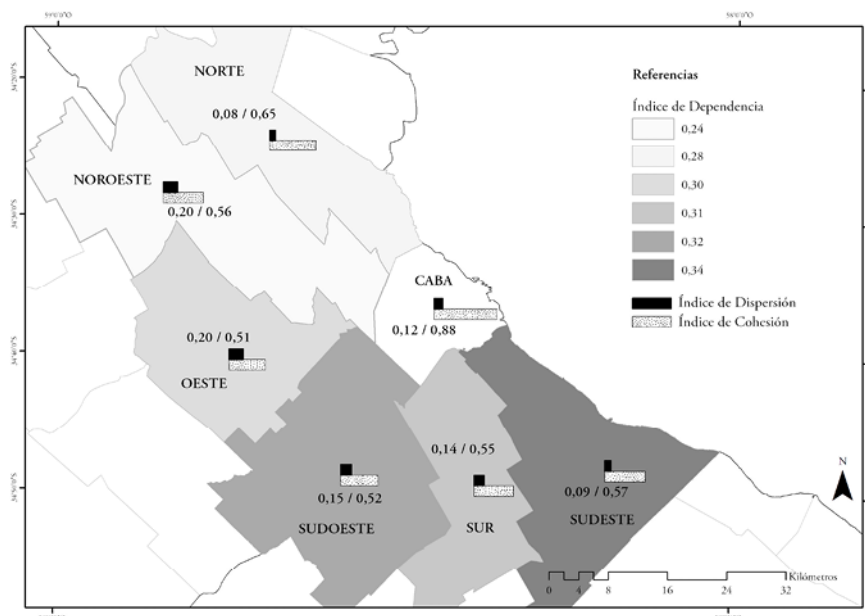 NORTE
0,08 / 0,65
NOROESTE
0,20 / 0,56
CABA
0,12 / 0,88
0,20 / 0,51
OESTE
0,14 / 0,55
0,15 / 0,52
SUDOESTE
SUR
0,09 / 0,57
SUDESTE
Referencias
Índice de Dependencia
0,24
0,28
0,30
0,31
0,32
0,34
Índice de Dispersión
Índice de Cohesión
N
Kilómetros
0 4 8 16 24 32